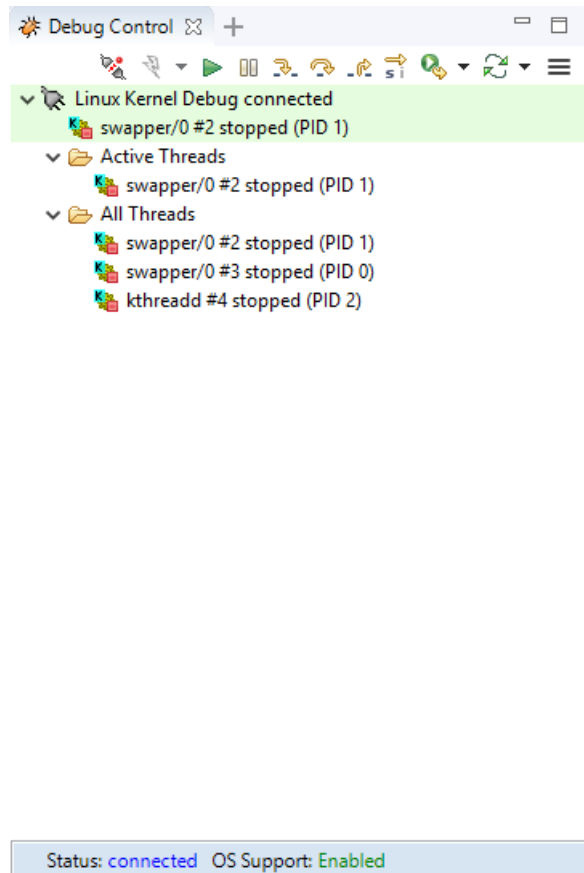 Debug Control
s i
Linux Kernel Debug connected
swapper/0 #2 stopped (PID 1)
Active Threads
swapper/0 #2 stopped (PID 1)
All Threads
swapper/0 #2 stopped (PID 1)
swapper/0 #3 stopped (PID 0)
kthreadd #4 stopped (PID 2)
Status: connected OS Support: Enabled